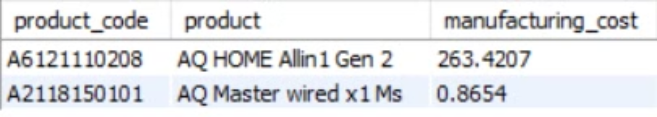 product_code product manufacturing_cost
A6121110208 AQ HOME Allin1 Gen 2 263.4207
A2118150101 AQ Master wired x1 Ms 0.8654